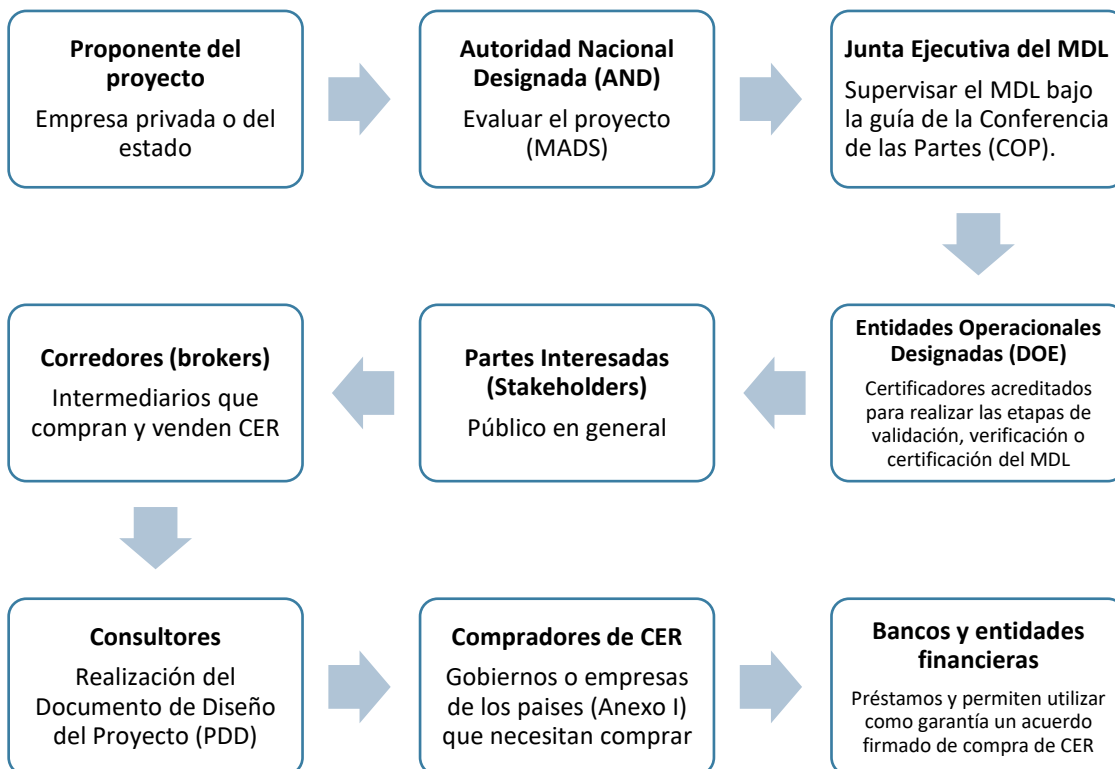 Proponente del
proyecto
Empresa privada o del
estado
Autoridad Nacional
Designada (AND)
Evaluar el proyecto
(MADS)
Junta Ejecutiva del MDL
Supervisar el MDL bajo
la guía de la Conferencia
de las Partes (COP).
Entidades Operacionales
Designadas (DOE)
Certificadores acreditados
para realizar las etapas de
validación, verificación o
certificación del MDL
Partes Interesadas
(Stakeholders)
Público en general
Corredores (brokers)
Intermediarios que
compran y venden CER
Consultores
Realización del
Documento de Diseño
del Proyecto (PDD)
Compradores de CER
Gobiernos o empresas
de los paises (Anexo I)
que necesitan comprar
Bancos y entidades
financieras
Préstamos y permiten utilizar
como garantía un acuerdo
firmado de compra de CER